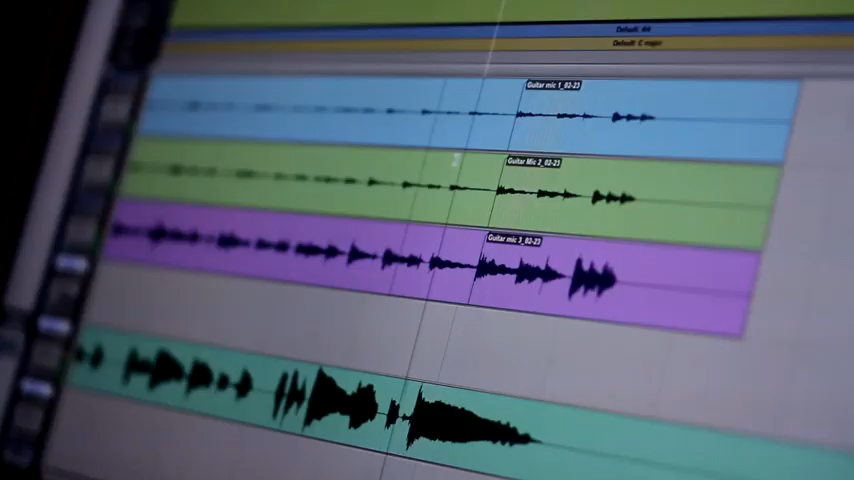 Default: 4/4
Default: C major
Guitar mic 1_02-23
Guitar Mic 2_02-23
Guitar mic 3_02-23